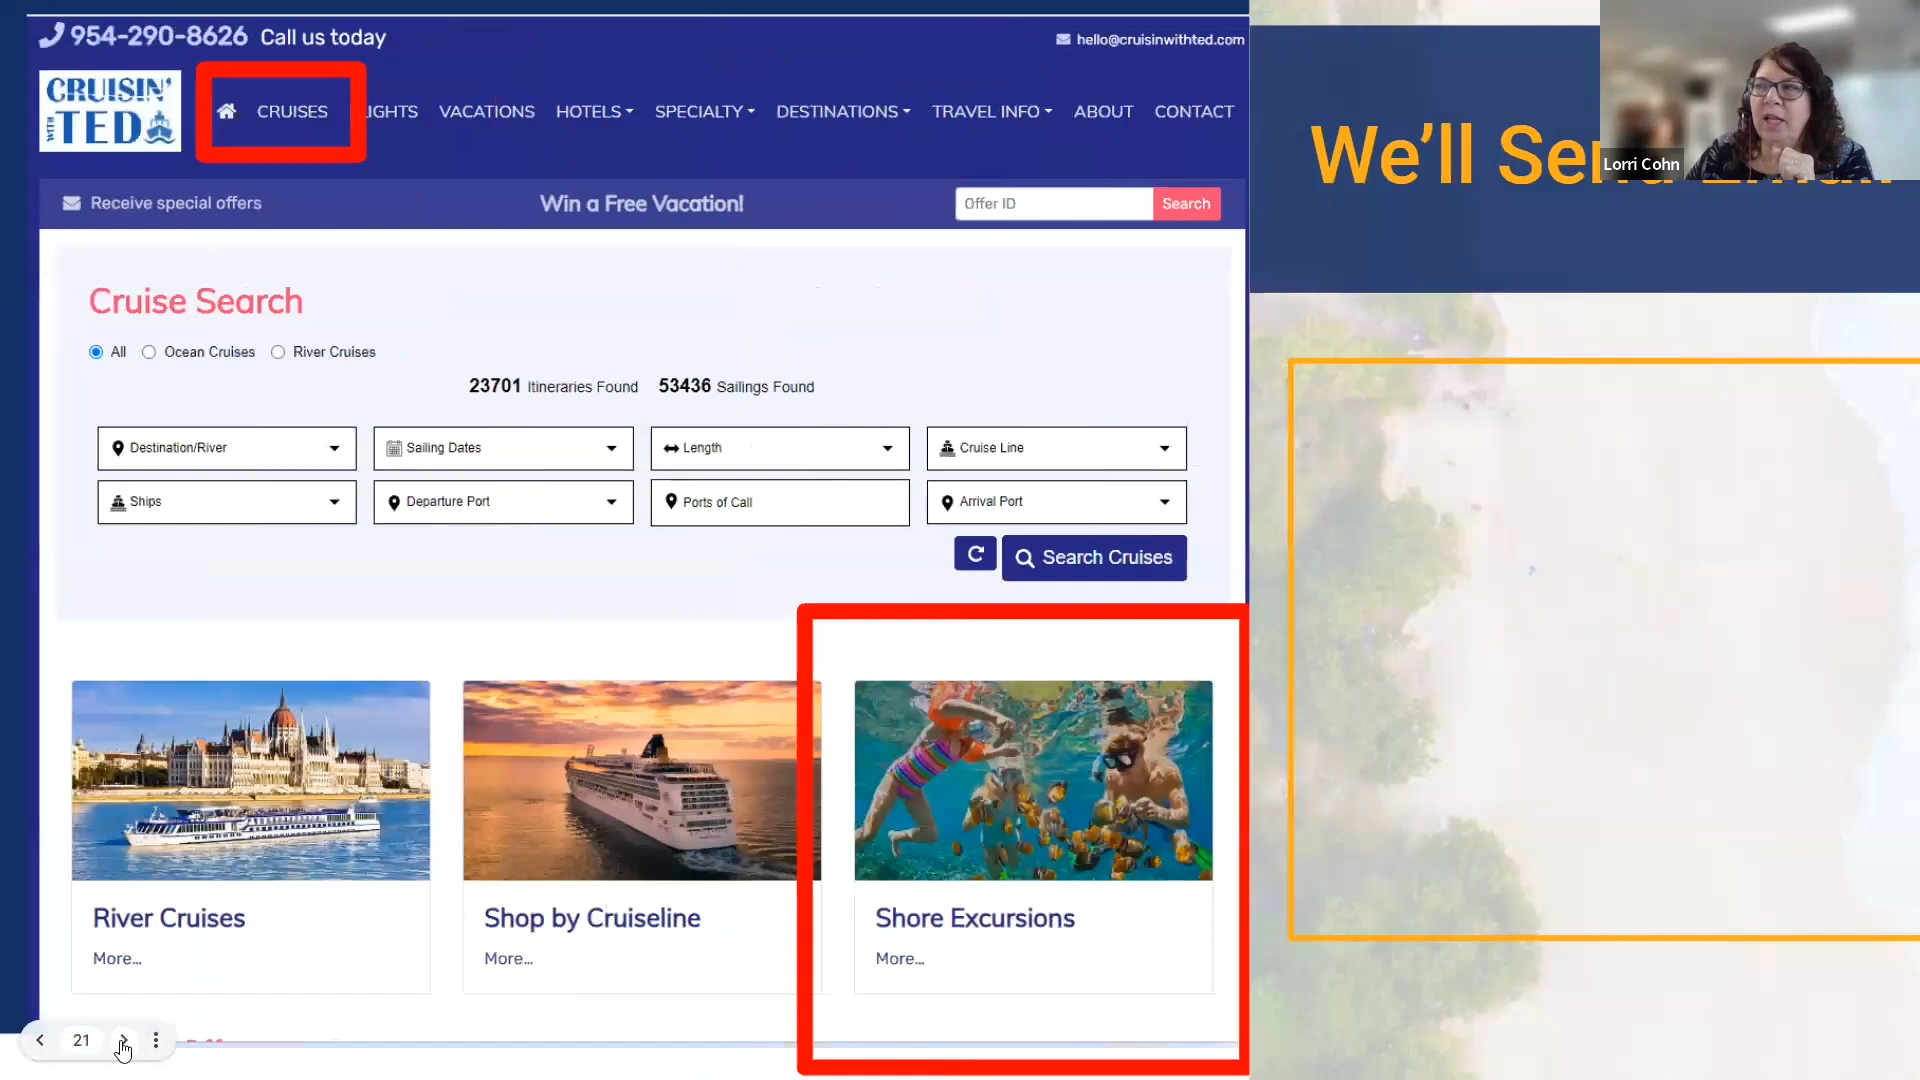 954-290-8626 Call us today
hello@cruisinwithted.com
CRUISIN'
WITH
TED
CRUISES
IGHTS
VACATIONS
HOTELS
SPECIALTY
DESTINATIONS
TRAVEL INFO
ABOUT
CONTACT
Receive special offers
Win a Free Vacation!
Offer ID
Search
We'll Send Email
Lorri Cohn
Cruise Search
All
Ocean Cruises
River Cruises
23701 Itineraries Found 53436 Sailings Found
Destination/River
Sailing Dates
Length
Cruise Line
Ships
Departure Port
Ports of Call
Arrival Port
Search Cruises
River Cruises
More...
Shop by Cruiseline
More...
Shore Excursions
More...
21